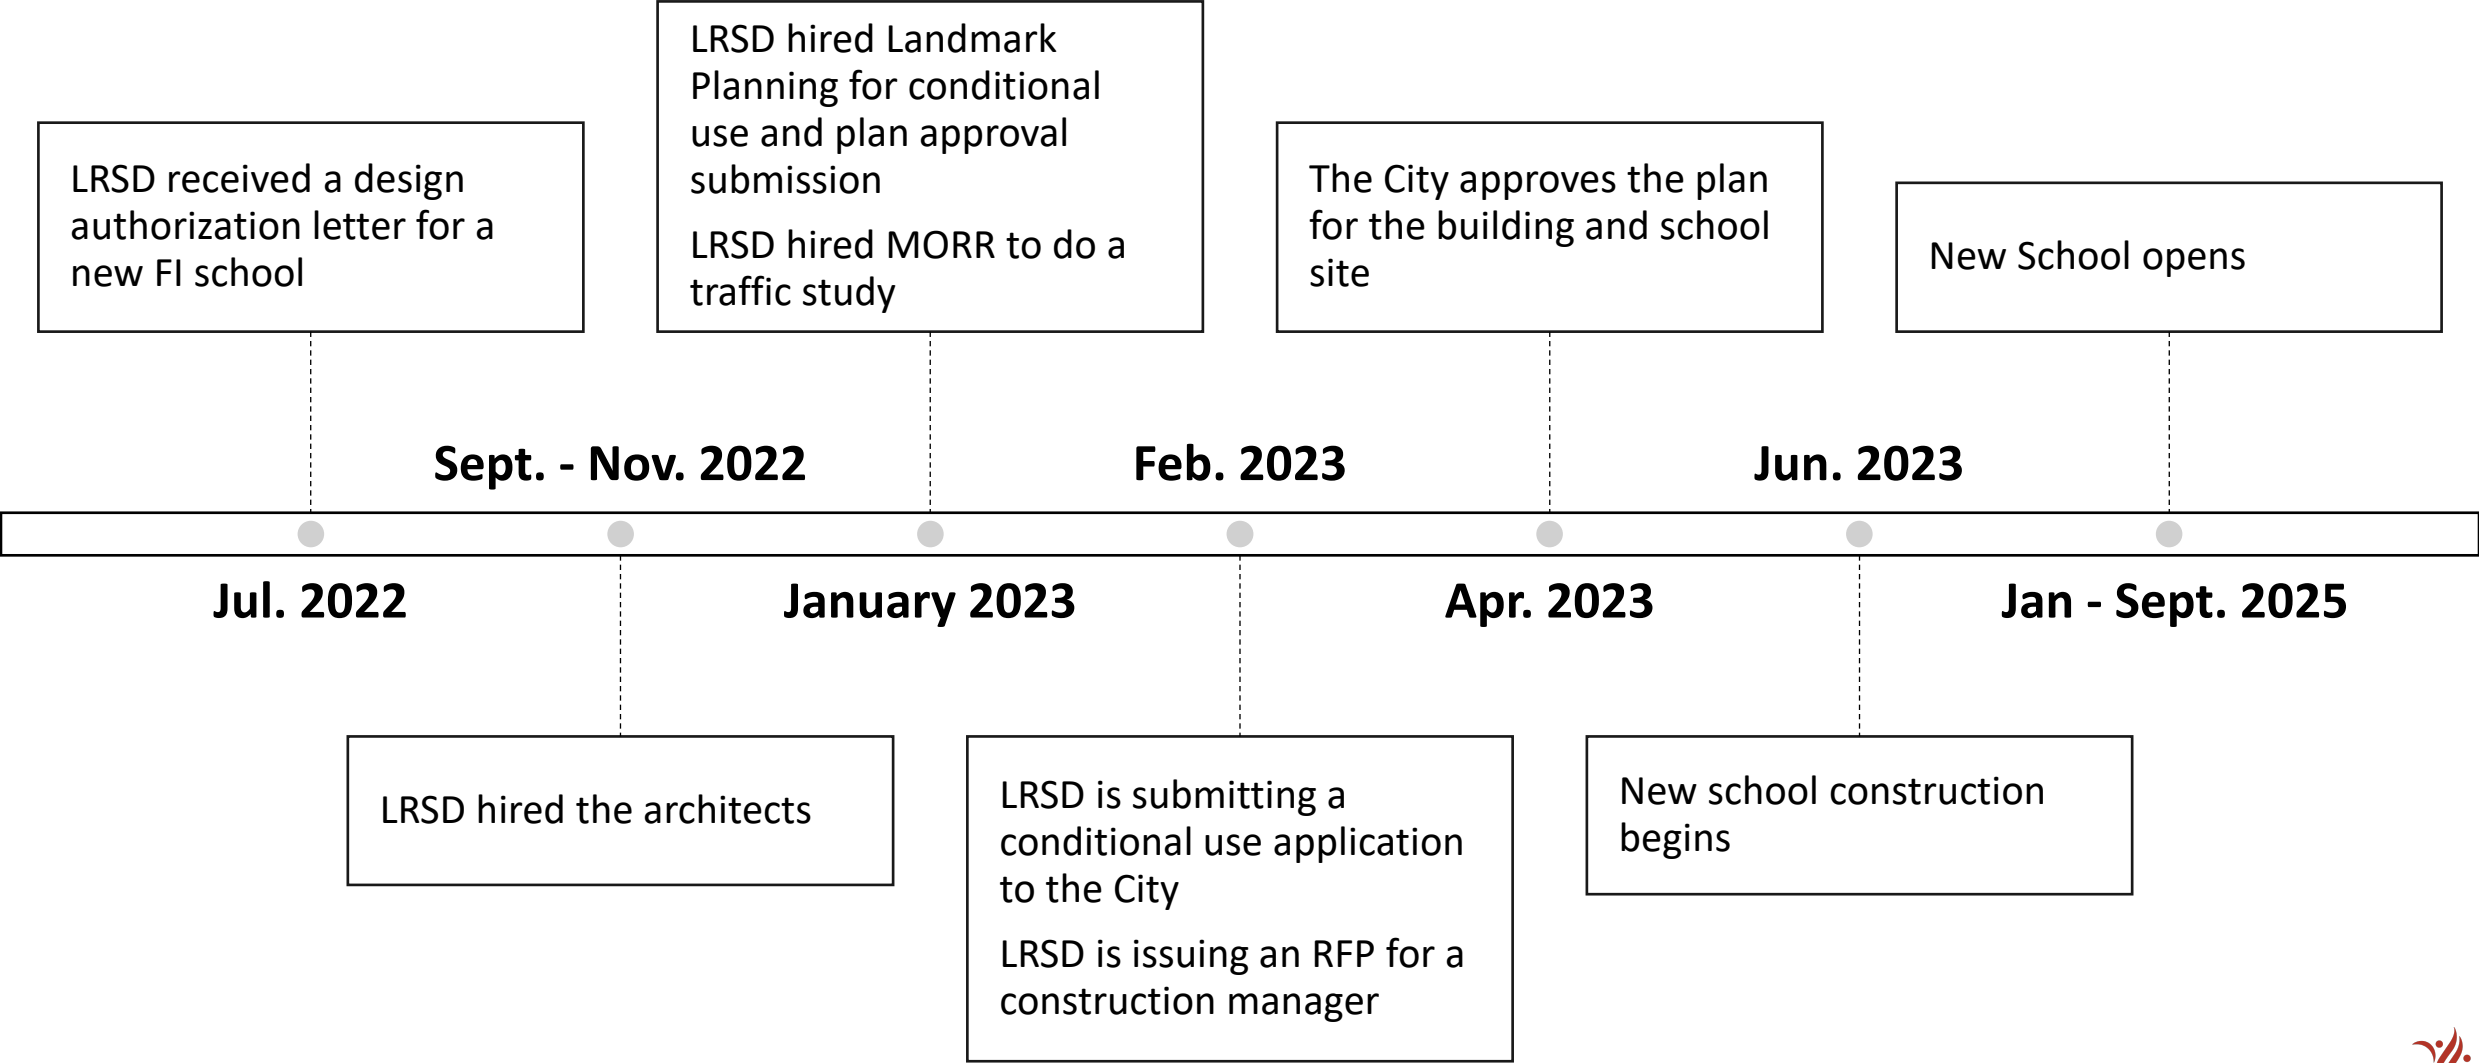 LRSD received a design
authorization letter for a
new FI school
Jul. 2022
Sept. - Nov. 2022
LRSD hired the architects
LRSD hired Landmark
Planning for conditional
use and plan approval
submission
LRSD hired MORR to do a
traffic study
January 2023
Feb. 2023
LRSD is submitting a
conditional use application
to the City
LRSD is issuing an RFP for a
construction manager
The City approves the plan
for the building and school
site
Apr. 2023
Jun. 2023
New school construction
begins
New School opens
Jan - Sept. 2025